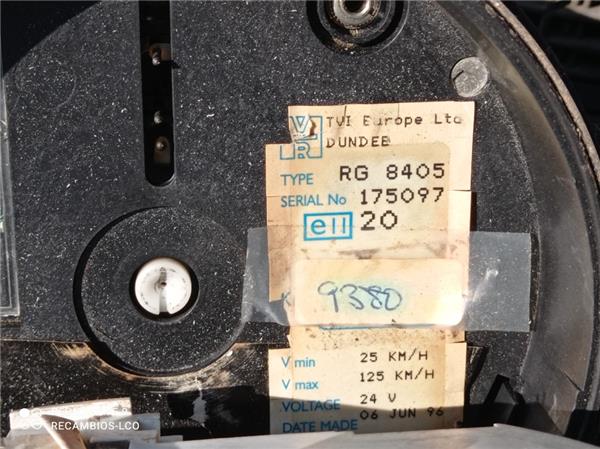 VR
TVI Europe Ltd
DUNDEE
TYPE RG 8405
SERIAL No 175097
e11 20
K
9380
V min 25 KM/H
V max 125 KM/H
VOLTAGE 24 V
DATE MADE 06 JUN 96
RECAMBIOS-LCO